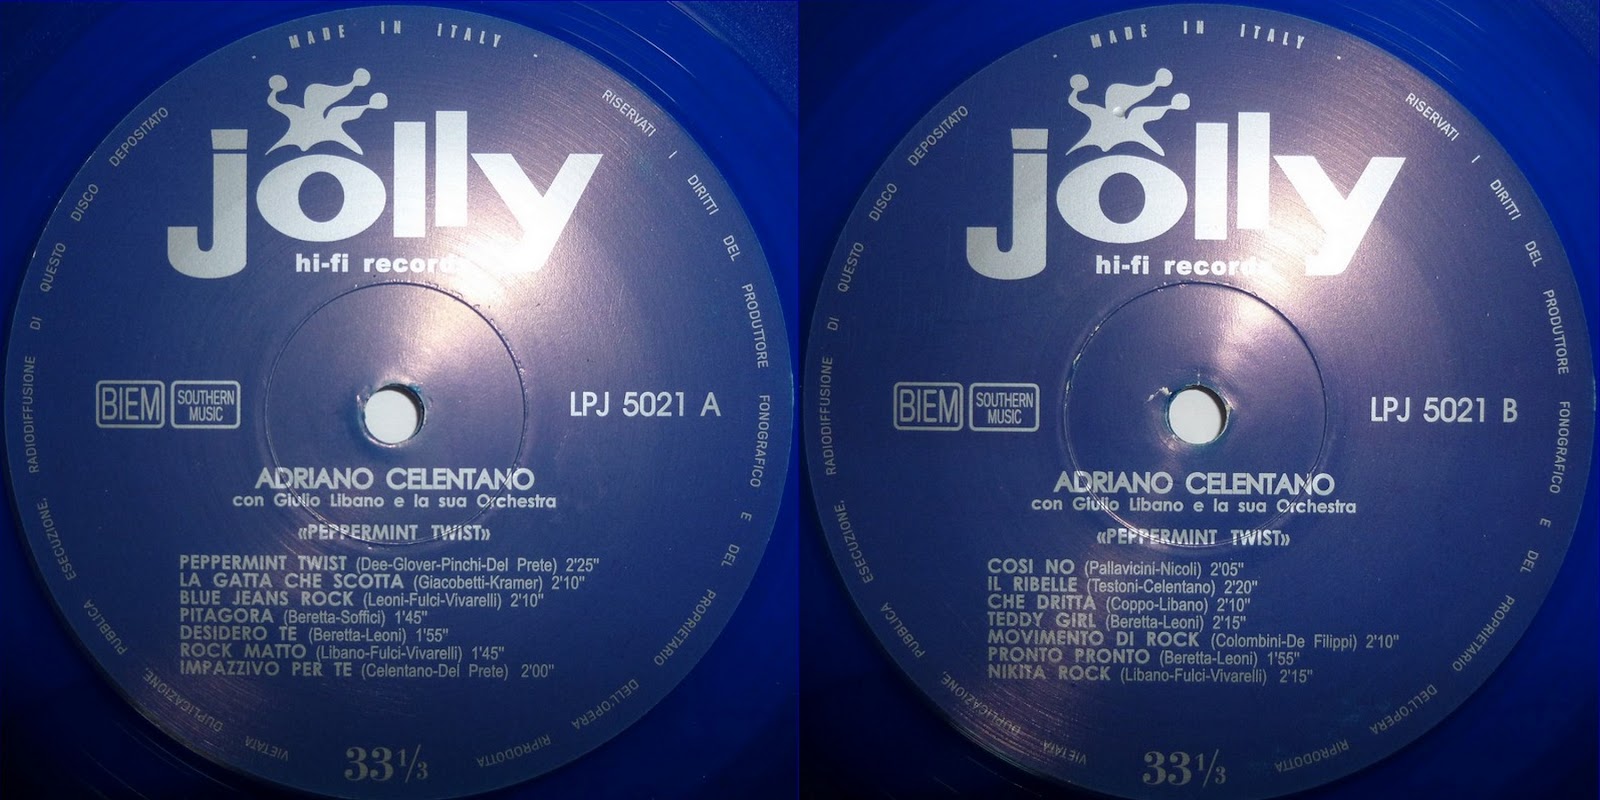 MADE IN ITALY
jolly
hi-fi records
BIEM
SOUTHERN
MUSIC
LPJ 5021 A
ADRIANO CELENTANO
con Giulio Libano e la sua Orchestra
«PEPPERMINT TWIST»
PEPPERMINT TWIST (Dee-Glover-Pinchi-Del Prete) 2'25"
LA GATTA CHE SCOTTA (Giacobetti-Kramer) 2'10"
BLUE JEANS ROCK (Leoni-Fulci-Vivarelli) 2'10"
PITAGORA (Beretta-Soffici) 1'45"
DESIDERO TE (Beretta-Leoni) 1'55"
ROCK MATTO (Libano-Fulci-Vivarelli) 1'45"
IMPAZZIVO PER TE (Celentano-Del Prete) 2'00"
33 1/3
RISERVATI I DIRITTI DEL PRODUTTORE FONOGRAFICO E DEL PROPRIETARIO DELL'OPERA RIPRODOTTA VIETATA DUPLICAZIONE. PUBBLICA ESECUZIONE. RADIODIFFUSIONE DI QUESTO DISCO DEPOSITATO
MADE IN ITALY
jolly
hi-fi records
BIEM
SOUTHERN
MUSIC
LPJ 5021 B
ADRIANO CELENTANO
con Giulio Libano e la sua Orchestra
«PEPPERMINT TWIST»
COSI NO (Pallavicini-Nicoli) 2'05"
IL RIBELLE (Testoni-Celentano) 2'20"
CHE DRITTA (Coppo-Libano) 2'10"
TEDDY GIRL (Beretta-Leoni) 2'15"
MOVIMENTO DI ROCK (Colombini-De Filippi) 2'10"
PRONTO PRONTO (Beretta-Leoni) 1'55"
NIKITA ROCK (Libano-Fulci-Vivarelli) 2'15"
33 1/3
RISERVATI I DIRITTI DEL PRODUTTORE FONOGRAFICO E DEL PROPRIETARIO DELL'OPERA RIPRODOTTA VIETATA DUPLICAZIONE. PUBBLICA ESECUZIONE. RADIODIFFUSIONE DI QUESTO DISCO DEPOSITATO